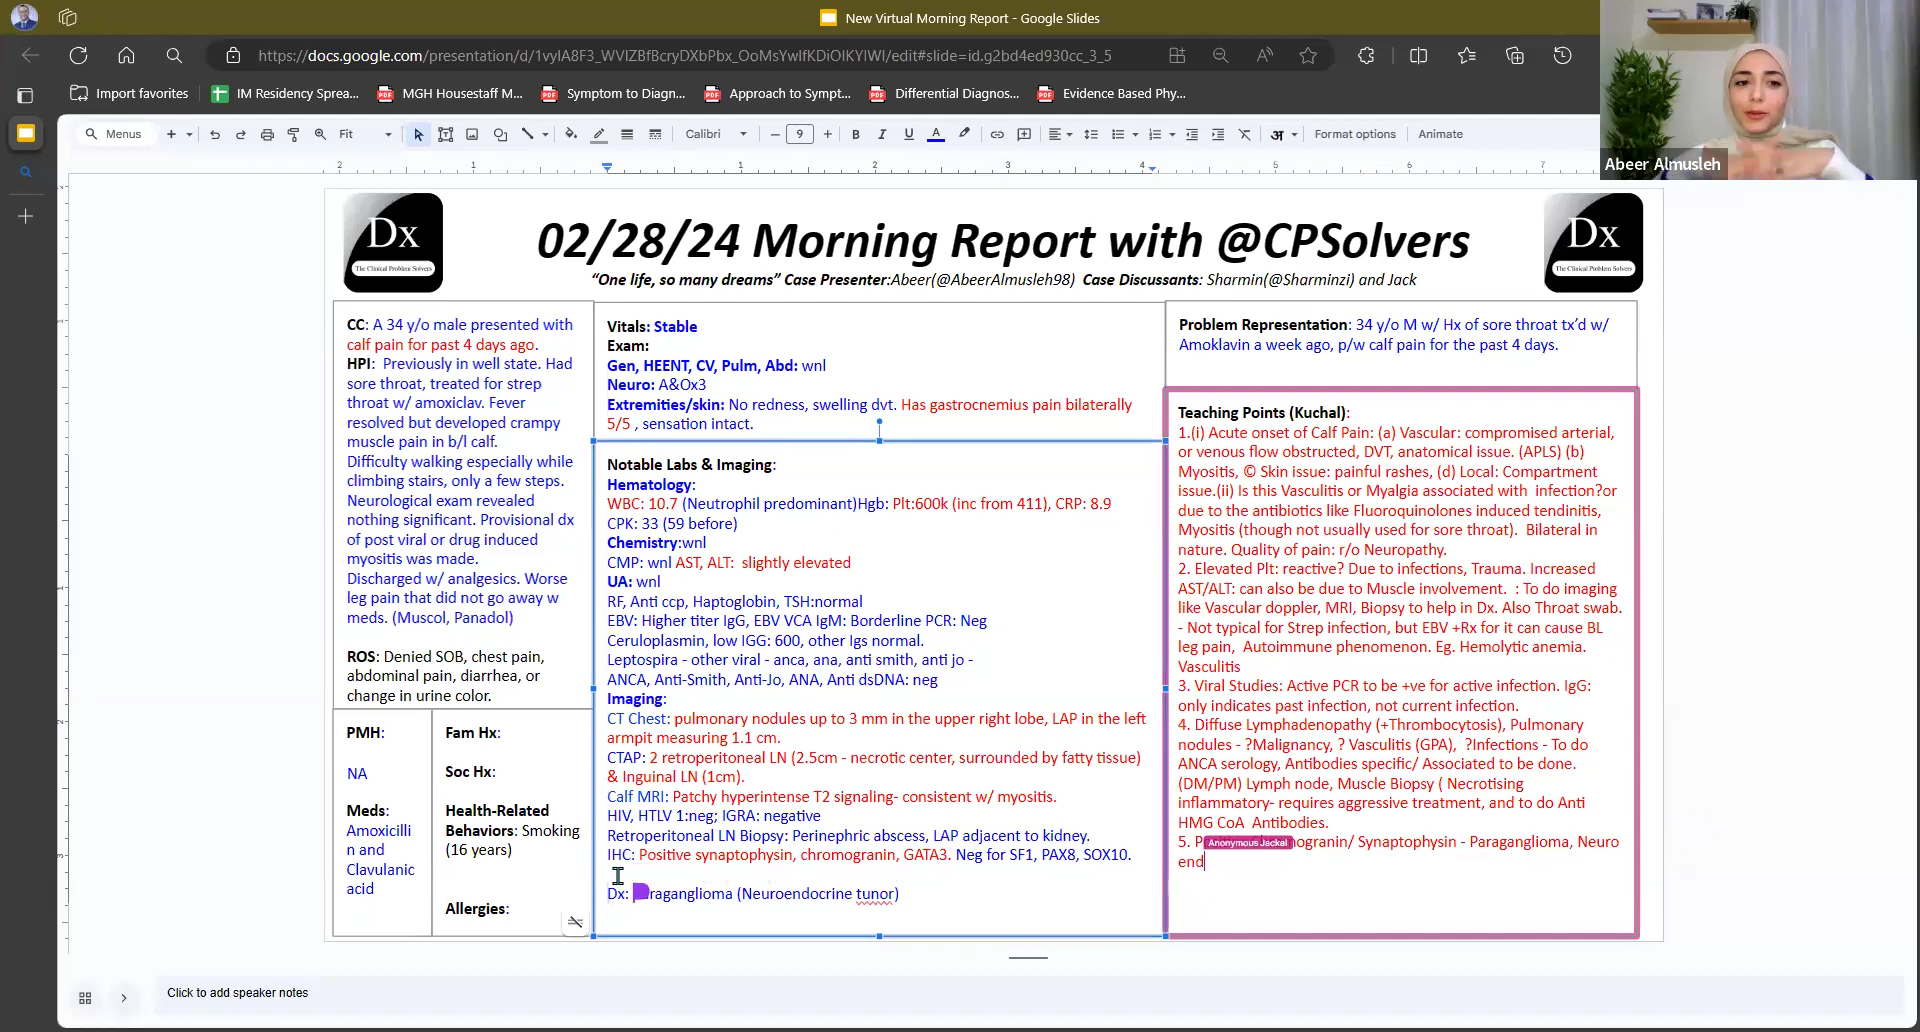 New Virtual Morning Report - Google Slides
https://docs.google.com/presentation/d/1vyIA8F3_WVIZBfBcryDXbPbx_OoMsYwIfKDiOIKYIWI/edit#slide=id.g2bd4ed930cc_3_5
Import favorites
IM Residency Sprea...
MGH Housestaff M...
Symptom to Diagn...
Approach to Sympt...
Differential Diagnos...
Evidence Based Phy...
Menus
Fit
Calibri
9
Format options
Animate
Abeer Almusleh
2 1 1 2 3 4 5 6 7
Dx
The Clinical Problem Solvers
02/28/24 Morning Report with @CPSolvers
“One life, so many dreams” Case Presenter:Abeer(@AbeerAlmusleh98) Case Discussants: Sharmin(@Sharminzi) and Jack
Dx
The Clinical Problem Solvers
CC: A 34 y/o male presented with
calf pain for past 4 days ago.
HPI: Previously in well state. Had
sore throat, treated for strep
throat w/ amoxiclav. Fever
resolved but developed crampy
muscle pain in b/l calf.
Difficulty walking especially while
climbing stairs, only a few steps.
Neurological exam revealed
nothing significant. Provisional dx
of post viral or drug induced
myositis was made.
Discharged w/ analgesics. Worse
leg pain that did not go away w
meds. (Muscol, Panadol)
ROS: Denied SOB, chest pain,
abdominal pain, diarrhea, or
change in urine color.
PMH:
NA
Meds:
Amoxicilli
n and
Clavulanic
acid
Fam Hx:
Soc Hx:
Health-Related
Behaviors: Smoking
(16 years)
Allergies:
Vitals: Stable
Exam:
Gen, HEENT, CV, Pulm, Abd: wnl
Neuro: A&Ox3
Extremities/skin: No redness, swelling dvt. Has gastrocnemius pain bilaterally
5/5 , sensation intact.
Notable Labs & Imaging:
Hematology:
WBC: 10.7 (Neutrophil predominant)Hgb: Plt:600k (inc from 411), CRP: 8.9
CPK: 33 (59 before)
Chemistry:wnl
CMP: wnl AST, ALT: slightly elevated
UA: wnl
RF, Anti ccp, Haptoglobin, TSH:normal
EBV: Higher titer IgG, EBV VCA IgM: Borderline PCR: Neg
Ceruloplasmin, low IGG: 600, other Igs normal.
Leptospira - other viral - anca, ana, anti smith, anti jo -
ANCA, Anti-Smith, Anti-Jo, ANA, Anti dsDNA: neg
Imaging:
CT Chest: pulmonary nodules up to 3 mm in the upper right lobe, LAP in the left
armpit measuring 1.1 cm.
CTAP: 2 retroperitoneal LN (2.5cm - necrotic center, surrounded by fatty tissue)
& Inguinal LN (1cm).
Calf MRI: Patchy hyperintense T2 signaling- consistent w/ myositis.
HIV, HTLV 1:neg; IGRA: negative
Retroperitoneal LN Biopsy: Perinephric abscess, LAP adjacent to kidney.
IHC: Positive synaptophysin, chromogranin, GATA3. Neg for SF1, PAX8, SOX10.
Dx: raganglioma (Neuroendocrine tunor)
Problem Representation: 34 y/o M w/ Hx of sore throat tx’d w/
Amoklavin a week ago, p/w calf pain for the past 4 days.
Teaching Points (Kuchal):
1.(i) Acute onset of Calf Pain: (a) Vascular: compromised arterial,
or venous flow obstructed, DVT, anatomical issue. (APLS) (b)
Myositis, © Skin issue: painful rashes, (d) Local: Compartment
issue.(ii) Is this Vasculitis or Myalgia associated with infection?or
due to the antibiotics like Fluoroquinolones induced tendinitis,
Myositis (though not usually used for sore throat). Bilateral in
nature. Quality of pain: r/o Neuropathy.
2. Elevated Plt: reactive? Due to infections, Trauma. Increased
AST/ALT: can also be due to Muscle involvement. : To do imaging
like Vascular doppler, MRI, Biopsy to help in Dx. Also Throat swab.
- Not typical for Strep infection, but EBV +Rx for it can cause BL
leg pain, Autoimmune phenomenon. Eg. Hemolytic anemia.
Vasculitis
3. Viral Studies: Active PCR to be +ve for active infection. IgG:
only indicates past infection, not current infection.
4. Diffuse Lymphadenopathy (+Thrombocytosis), Pulmonary
nodules - ?Malignancy, ? Vasculitis (GPA), ?Infections - To do
ANCA serology, Antibodies specific/ Associated to be done.
(DM/PM) Lymph node, Muscle Biopsy ( Necrotising
inflammatory- requires aggressive treatment, and to do Anti
HMG CoA Antibodies.
5. P Anonymous Jackal nogranin/ Synaptophysin - Paraganglioma, Neuro
end
Click to add speaker notes